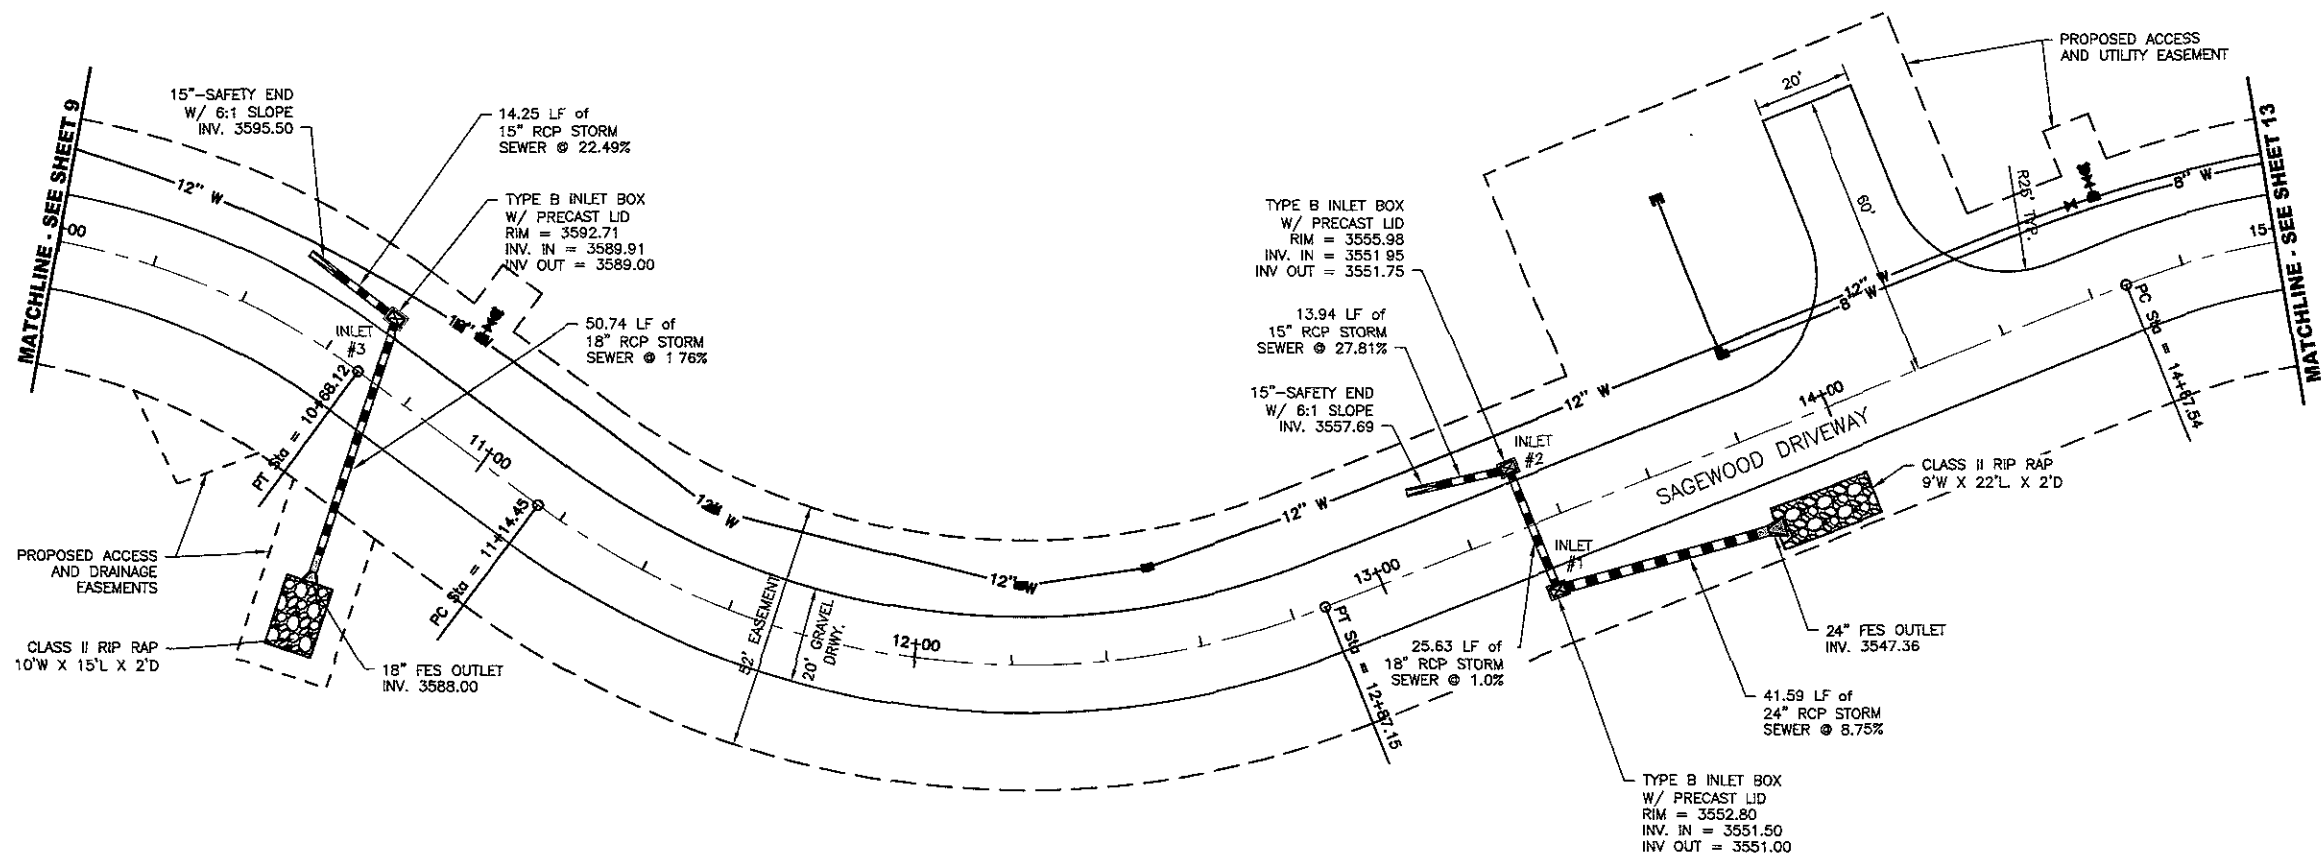 MATCHLINE - SEE SHEET 9
15"-SAFETY END
W/ 6:1 SLOPE
INV. 3595.50
14.25 LF of
15" RCP STORM
SEWER @ 22.49%
12" W
TYPE B INLET BOX
W/ PRECAST LID
RIM = 3592.71
INV. IN = 3589.91
INV OUT = 3589.00
INLET
#3
50.74 LF of
18" RCP STORM
SEWER @ 1 76%
PT Sta = 10+68.12
11+00
PC Sta = 11+14.45
PROPOSED ACCESS
AND DRAINAGE
EASEMENTS
CLASS II RIP RAP
10'W X 15'L X 2'D
18" FES OUTLET
INV. 3588.00
12" W
12" W
52' EASEMENT
20' GRAVEL
DRWY.
12+00
TYPE B INLET BOX
W/ PRECAST LID
RIM = 3555.98
INV. IN = 3551 95
INV OUT = 3551.75
13.94 LF of
15" RCP STORM
SEWER @ 27.81%
15"-SAFETY END
W/ 6:1 SLOPE
INV. 3557.69
12" W
12" W
INLET
#2
INLET
#1
13+00
PT Sta = 12+87.15
25.63 LF of
18" RCP STORM
SEWER @ 1.0%
TYPE B INLET BOX
W/ PRECAST LID
RIM = 3552.80
INV. IN = 3551.50
INV OUT = 3551.00
41.59 LF of
24" RCP STORM
SEWER @ 8.75%
24" FES OUTLET
INV. 3547.36
CLASS II RIP RAP
9'W X 22'L. X 2'D
SAGEWOOD DRIVEWAY
14+00
12" W
8" W
20'
60'
R25' TYP.
PROPOSED ACCESS
AND UTILITY EASEMENT
8" W
PC Sta = 14+67.54
15
MATCHLINE - SEE SHEET 13